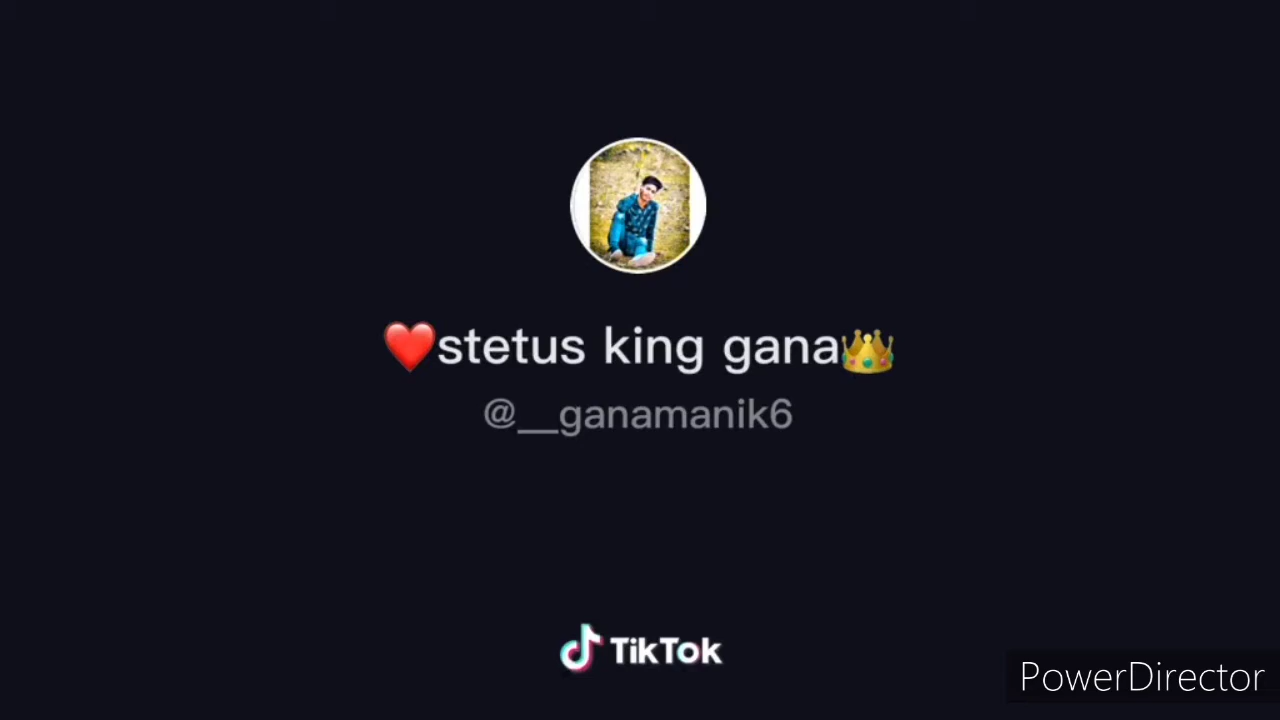 ❤️stetus king gana👑
@__ganamanik6
TikTok
PowerDirector